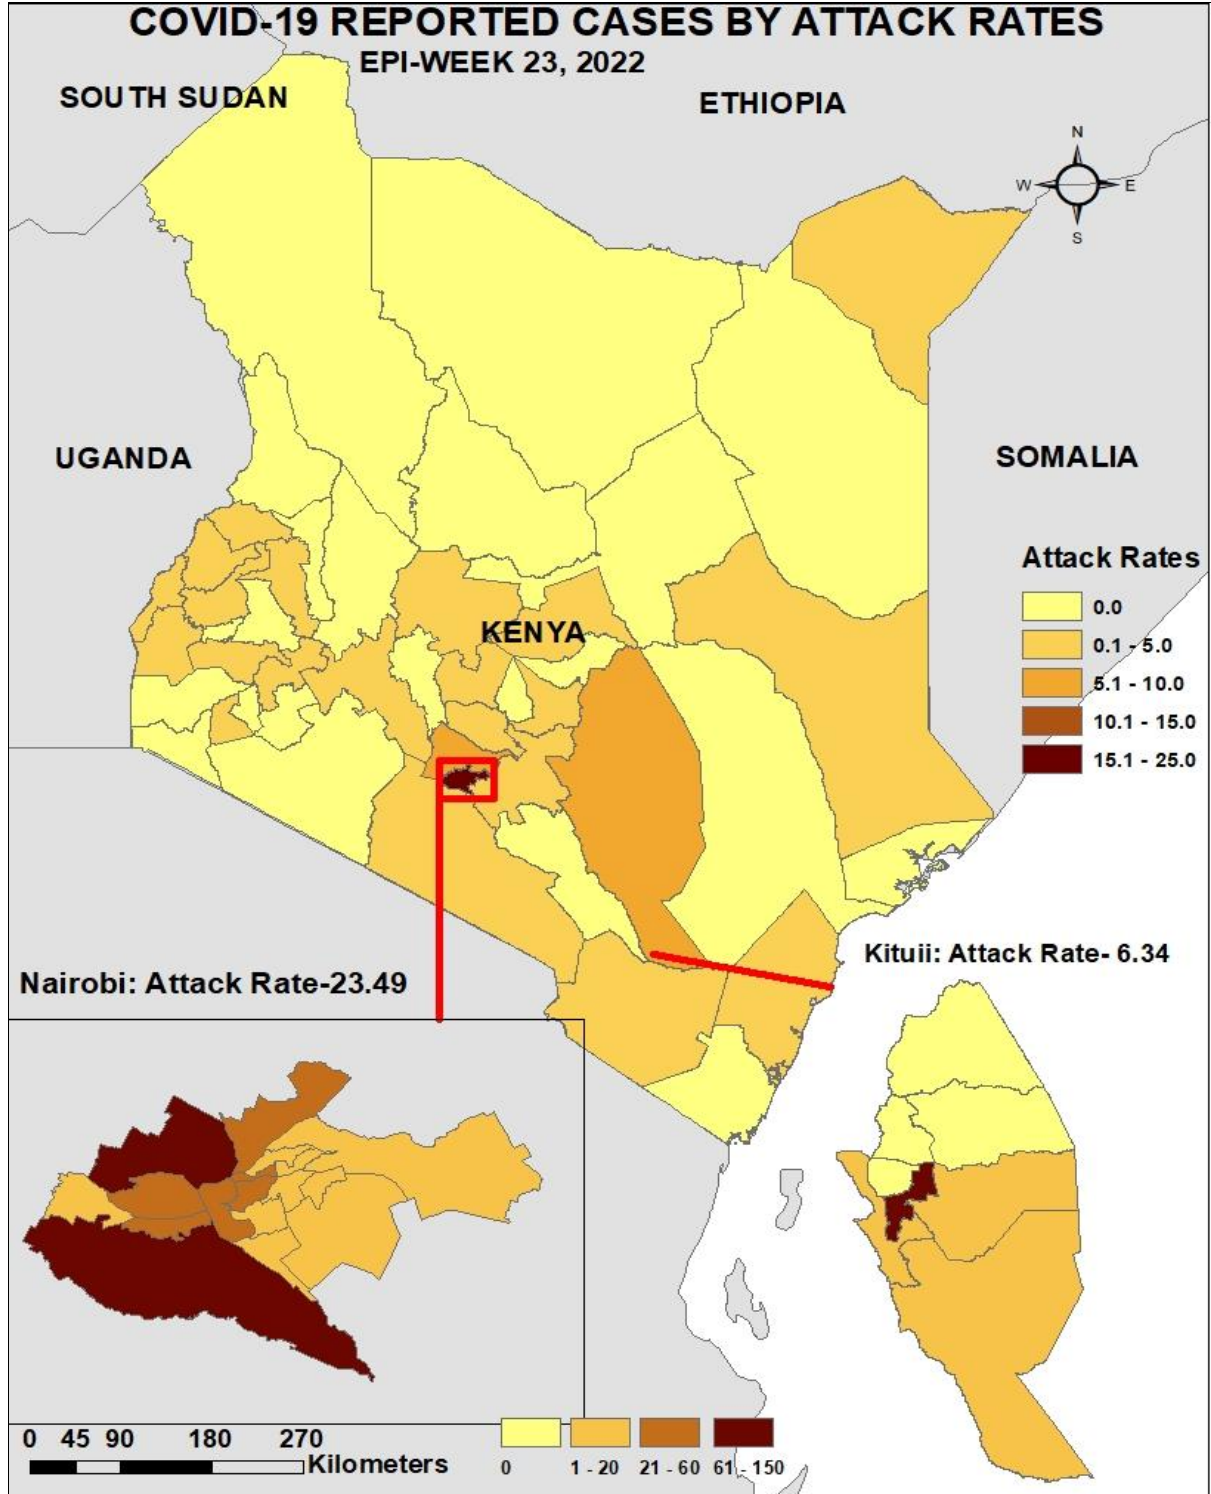 COVID-19 REPORTED CASES BY ATTACK RATES
EPI-WEEK 23, 2022
SOUTH SUDAN
ETHIOPIA
N
W E
S
UGANDA
SOMALIA
Attack Rates
0.0
0.1 - 5.0
5.1 - 10.0
10.1 - 15.0
15.1 - 25.0
KENYA
Kituii: Attack Rate- 6.34
Nairobi: Attack Rate-23.49
0 45 90 180 270
Kilometers
0 1 - 20 21 - 60 61 - 150